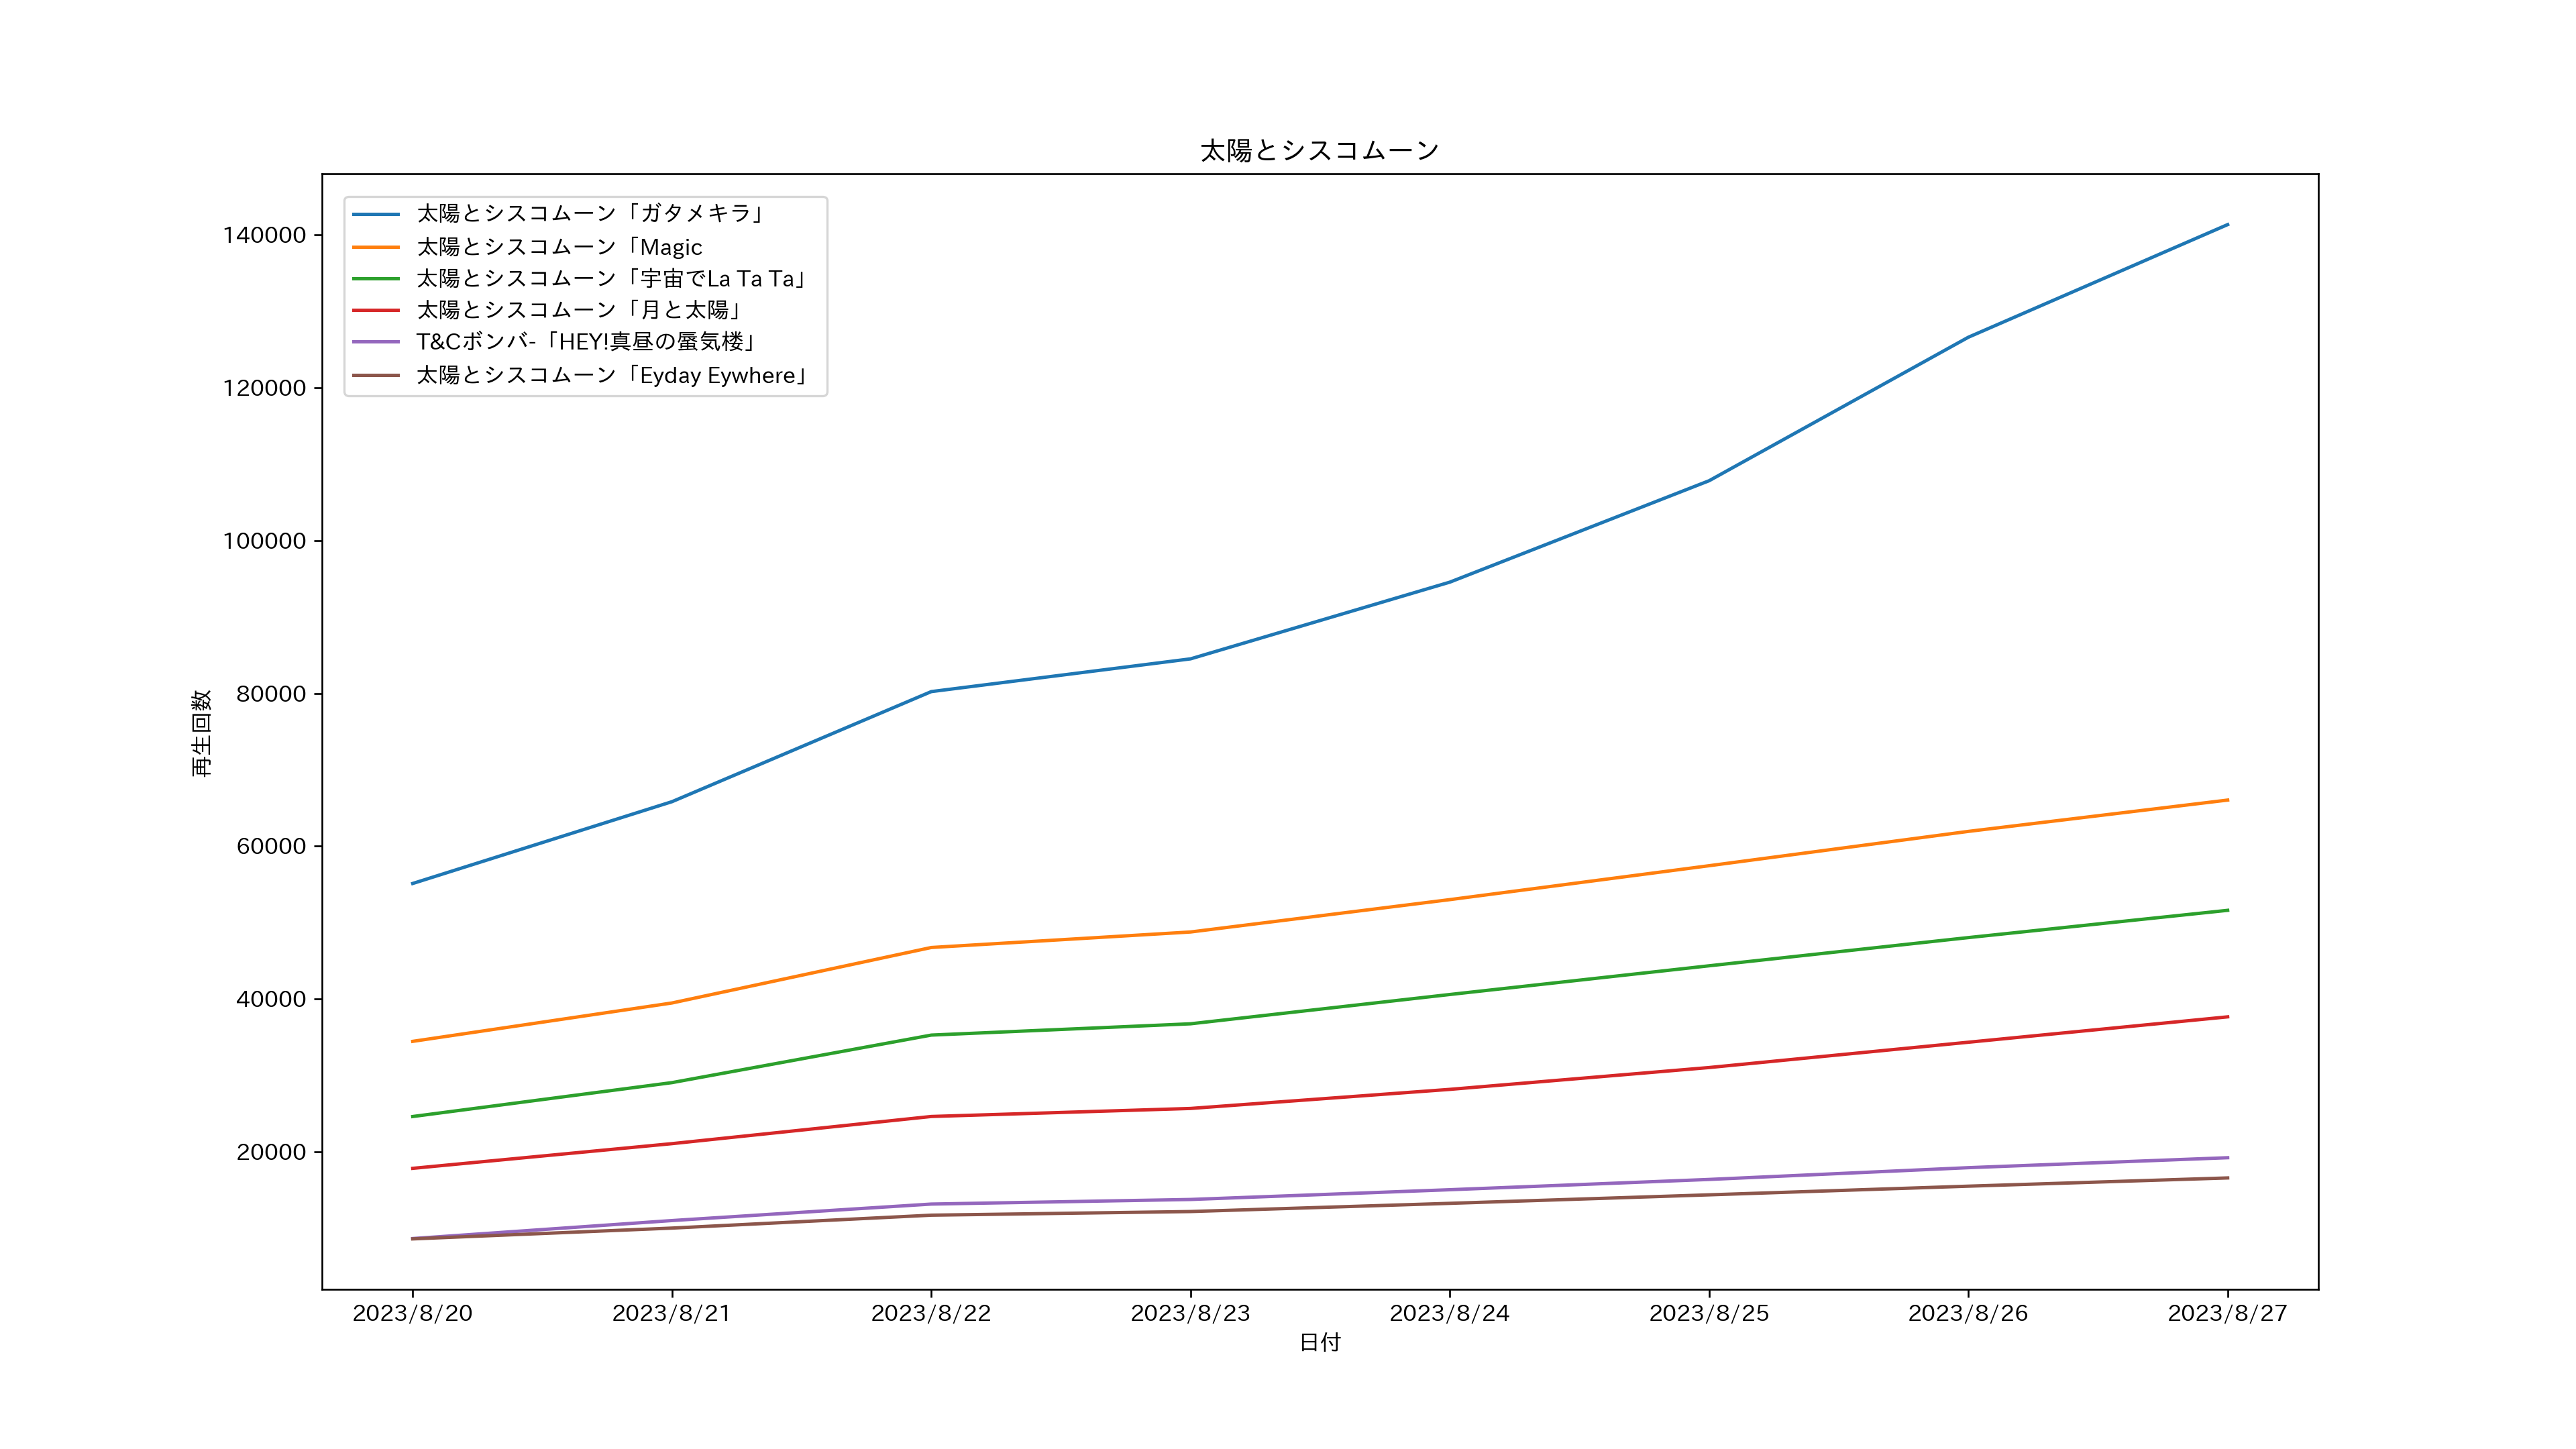 太陽とシスコムーン
太陽とシスコムーン「ガタメキラ」
太陽とシスコムーン「Magic
太陽とシスコムーン「宇宙でLa Ta Ta」
太陽とシスコムーン「月と太陽」
T&Cボンバ-「HEY!真昼の蜃気楼」
太陽とシスコムーン「Eyday Eywhere」
再生回数
140000
120000
100000
80000
60000
40000
20000
2023/8/20 2023/8/21 2023/8/22 2023/8/23 2023/8/24 2023/8/25 2023/8/26 2023/8/27
日付